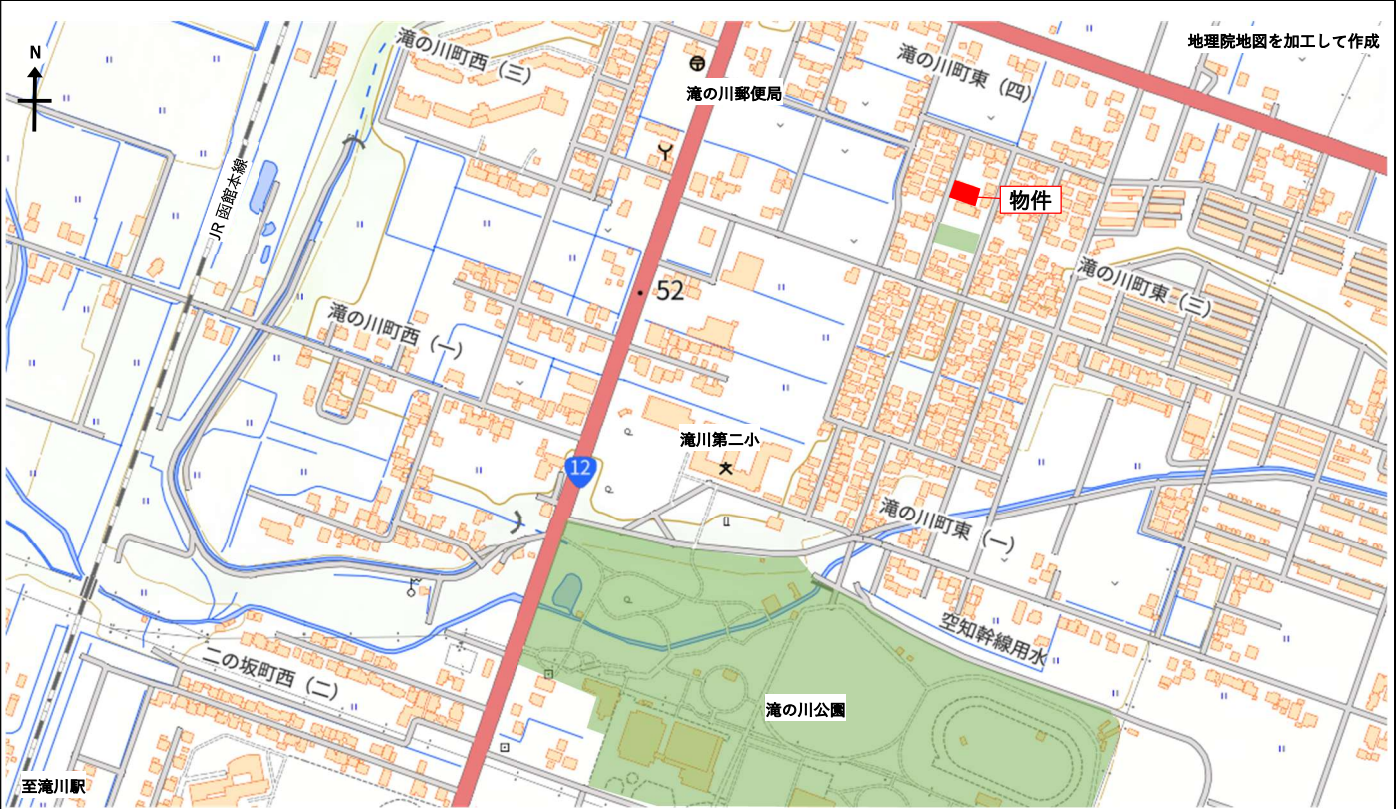 N
滝の川町西（三）
滝の川郵便局
滝の川町東（四）
地理院地図を加工して作成
JR 函館本線
物件
52
滝の川町東（三）
滝の川町西（一）
滝川第二小
12
滝の川町東（一）
空知幹線用水
二の坂町西（二）
滝の川公園
至滝川駅